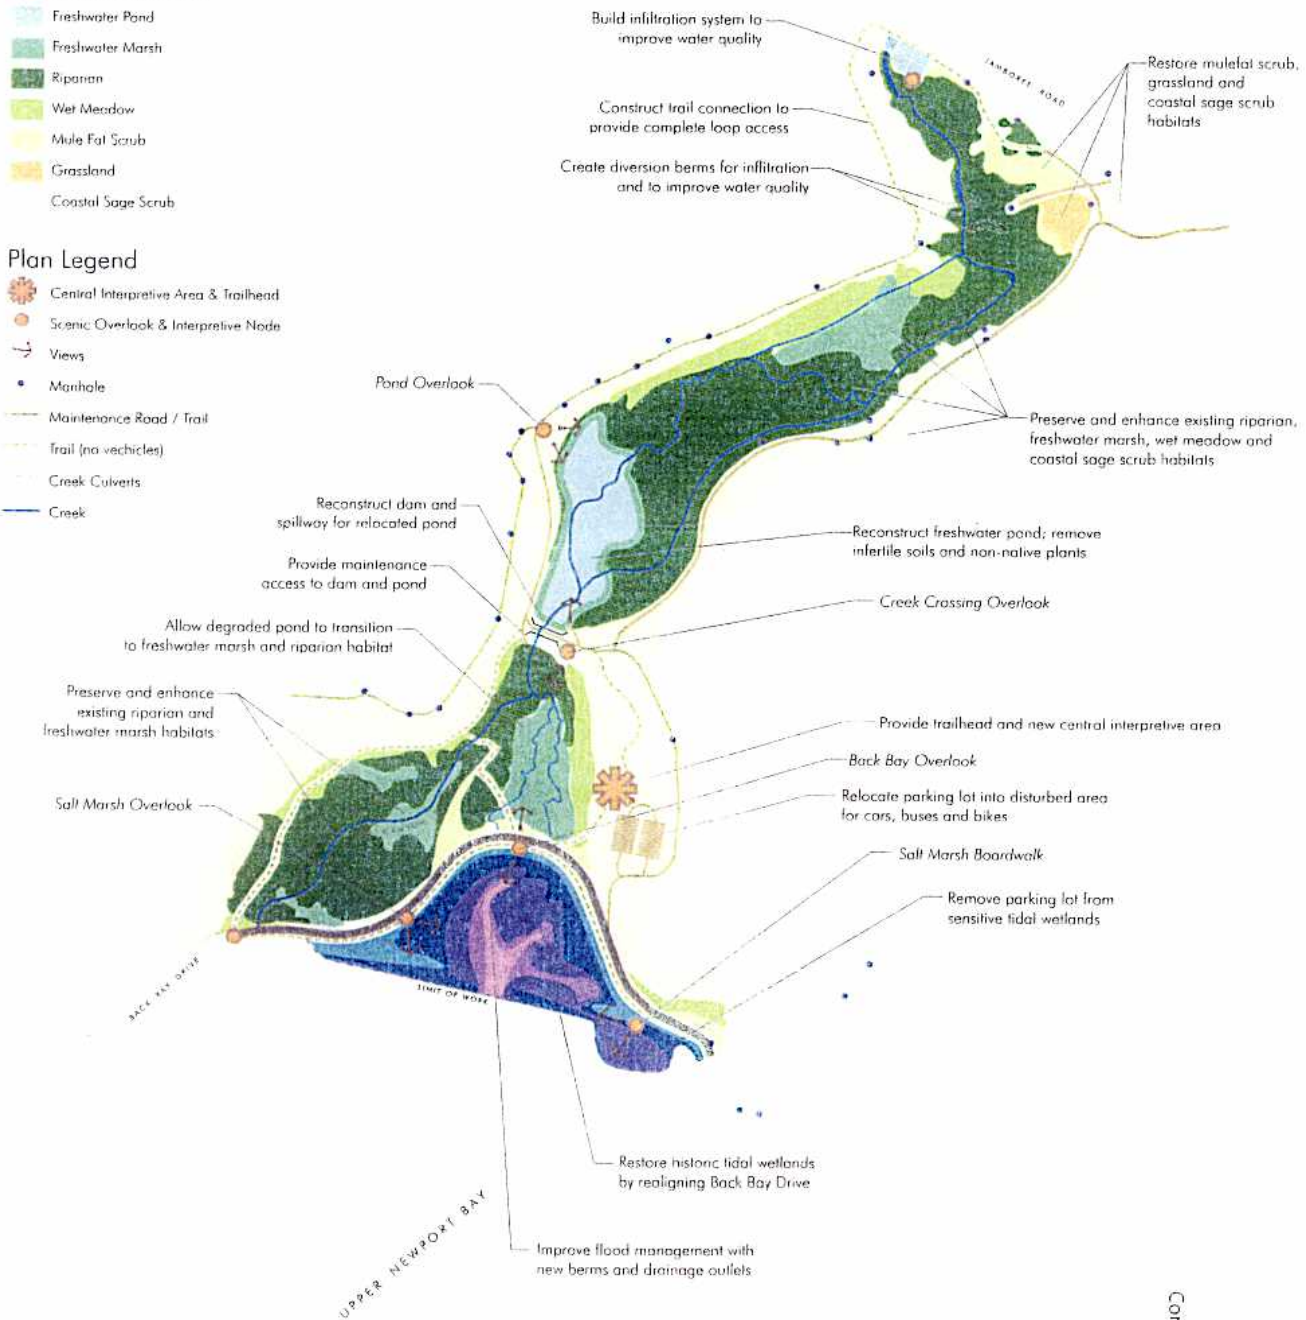 Freshwater Pond
Freshwater Marsh
Riparian
Wet Meadow
Mule Fat Scrub
Grassland
Coastal Sage Scrub
Plan Legend
Central Interpretive Area & Trailhead
Scenic Overlook & Interpretive Node
Views
Manhole
Maintenance Road / Trail
Trail (no vechicles)
Creek Culverts
Creek
Build infiltration system to
improve water quality
JAMBOREE ROAD
Restore mulefat scrub,
grassland and
coastal sage scrub
habitats
Construct trail connection to
provide complete loop access
Create diversion berms for infiltration
and to improve water quality
Pond Overlook
Preserve and enhance existing riparian,
freshwater marsh, wet meadow and
coastal sage scrub habitats
Reconstruct dam and
spillway for relocated pond
Reconstruct freshwater pond; remove
infertile soils and non-native plants
Provide maintenance
access to dam and pond
Creek Crossing Overlook
Allow degraded pond to transition
to freshwater marsh and riparian habitat
Preserve and enhance
existing riparian and
freshwater marsh habitats
Provide trailhead and new central interpretive area
Back Bay Overlook
Salt Marsh Overlook
Relocate parking lot into disturbed area
for cars, buses and bikes
Salt Marsh Boardwalk
Remove parking lot from
sensitive tidal wetlands
BACK BAY DRIVE
LIMIT OF WORK
Restore historic tidal wetlands
by realigning Back Bay Drive
UPPER NEWPORT BAY
Improve flood management with
new berms and drainage outlets
Cor